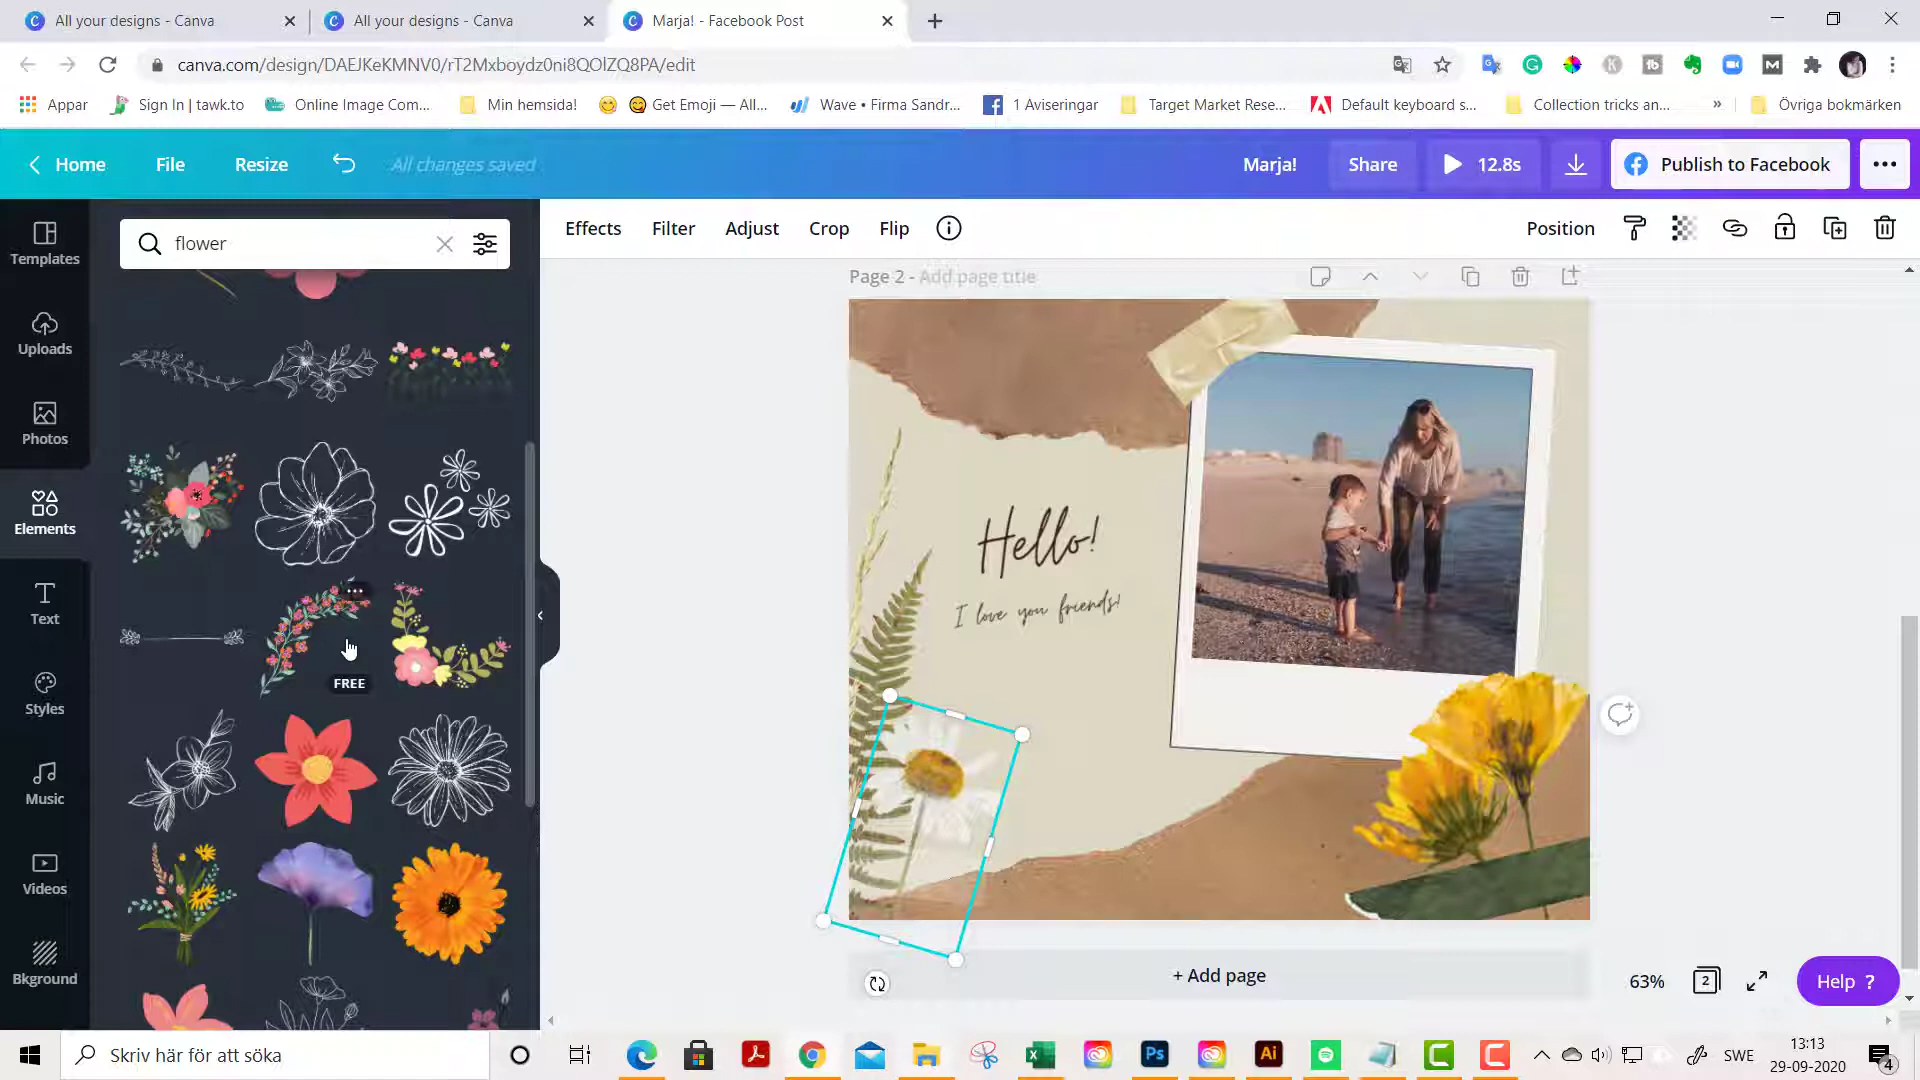 All your designs - Canva
All your designs - Canva
Marja! - Facebook Post
canva.com/design/DAEJKeKMNV0/rT2Mxboydz0ni8QOlZQ8PA/edit
Appar
Sign In | tawk.to
Online Image Com...
Min hemsida!
Get Emoji — All...
Wave • Firma Sandr...
1 Aviseringar
Target Market Rese...
Default keyboard s...
Collection tricks an...
»
Övriga bokmärken
Home
File
Resize
All changes saved
Marja!
Share
12.8s
Publish to Facebook
Templates
Uploads
Photos
Elements
Text
Styles
Music
Videos
Bkground
flower
FREE
Effects
Filter
Adjust
Crop
Flip
Position
Page 2 - Add page title
Hello!
I love you friends!
+ Add page
63%
2
Help ?
Skriv här för att söka
SWE
13:13
29-09-2020
4